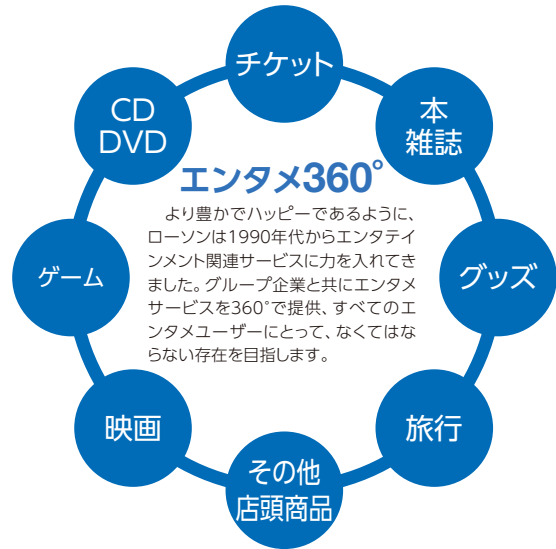 チケット
本
雑誌
グッズ
旅行
その他
店頭商品
映画
ゲーム
CD
DVD
エンタメ360°
より豊かでハッピーであるように、
ローソンは1990年代からエンタテイ
ンメント関連サービスに力を入れてき
ました。グループ企業と共にエンタメ
サービスを360°で提供、すべてのエ
ンタメユーザーにとって、なくてはな
らない存在を目指します。